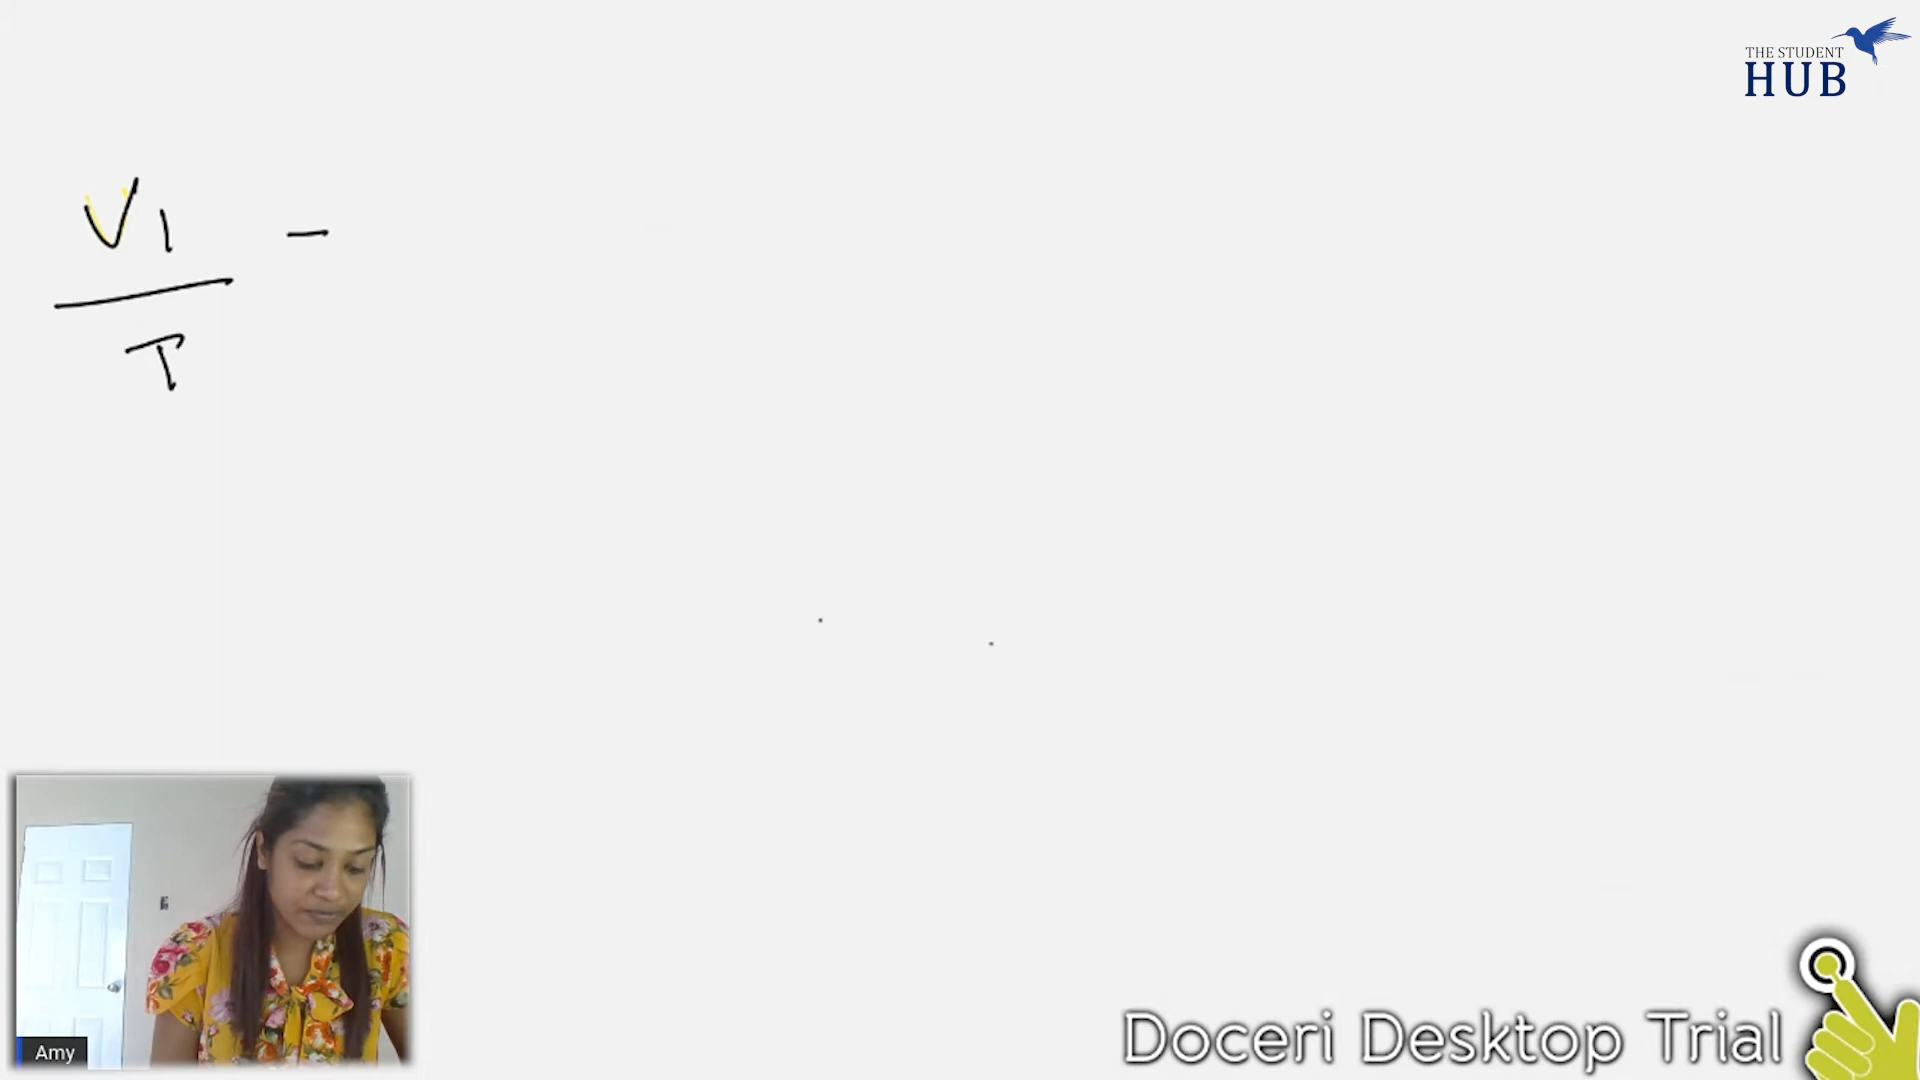 THE STUDENT
HUB
V1 -
T
Amy
Doceri Desktop Trial